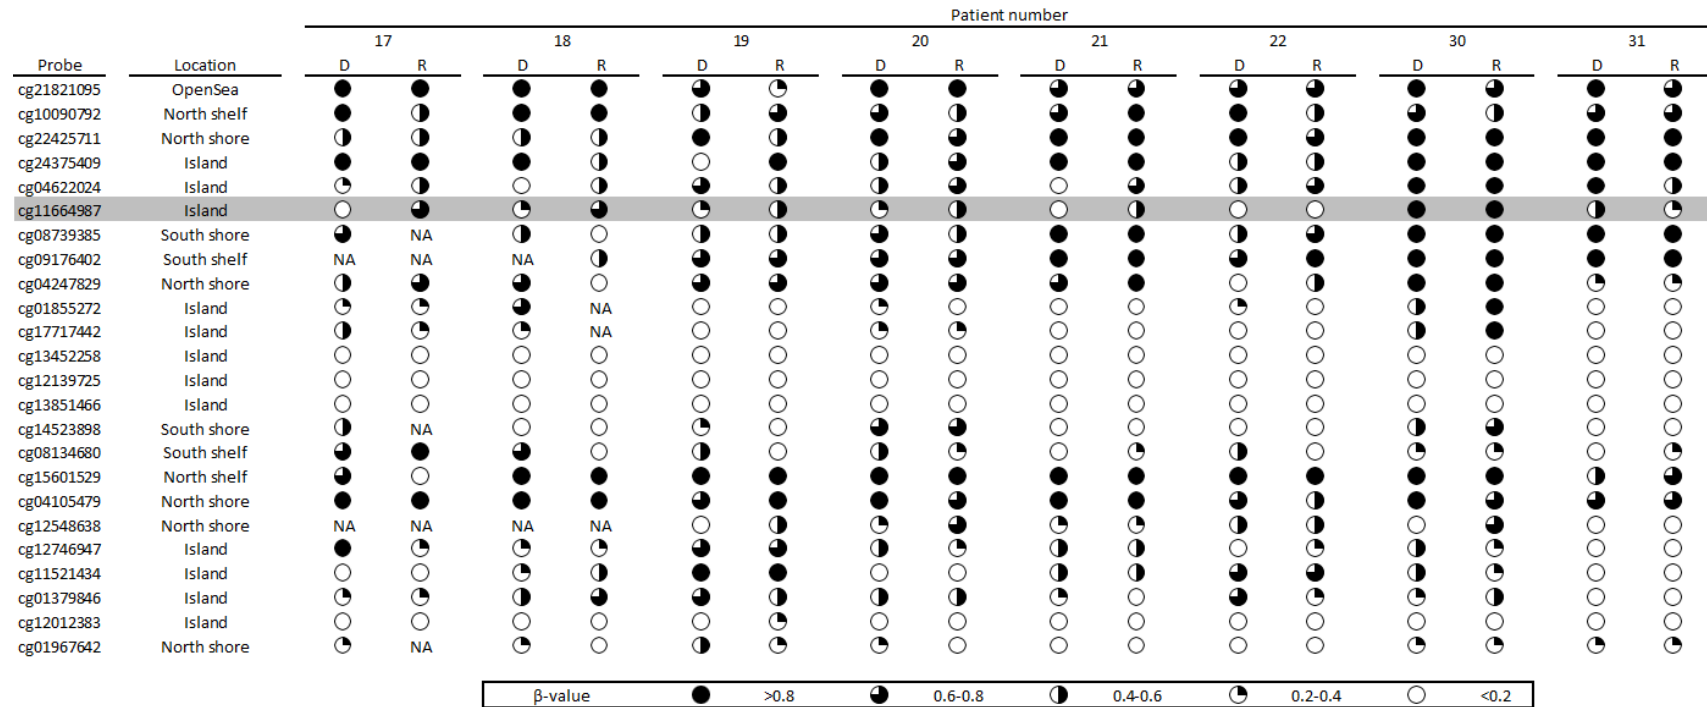 Patient number
17 18 19 20 21 22 30 31
Probe Location D R D R D R D R D R D R D R D R
cg21821095 OpenSea
cg10090792 North shelf
cg22425711 North shore
cg24375409 Island
cg04622024 Island
cg11664987 Island
cg08739385 South shore NA
cg09176402 South shelf NA NA NA
cg04247829 North shore
cg01855272 Island NA
cg17717442 Island NA
cg13452258 Island
cg12139725 Island
cg13851466 Island
cg14523898 South shore NA
cg08134680 South shelf
cg15601529 North shelf
cg04105479 North shore
cg12548638 North shore NA NA NA NA
cg12746947 Island
cg11521434 Island
cg01379846 Island
cg12012383 Island
cg01967642 North shore NA
β-value >0.8 0.6-0.8 0.4-0.6 0.2-0.4 <0.2